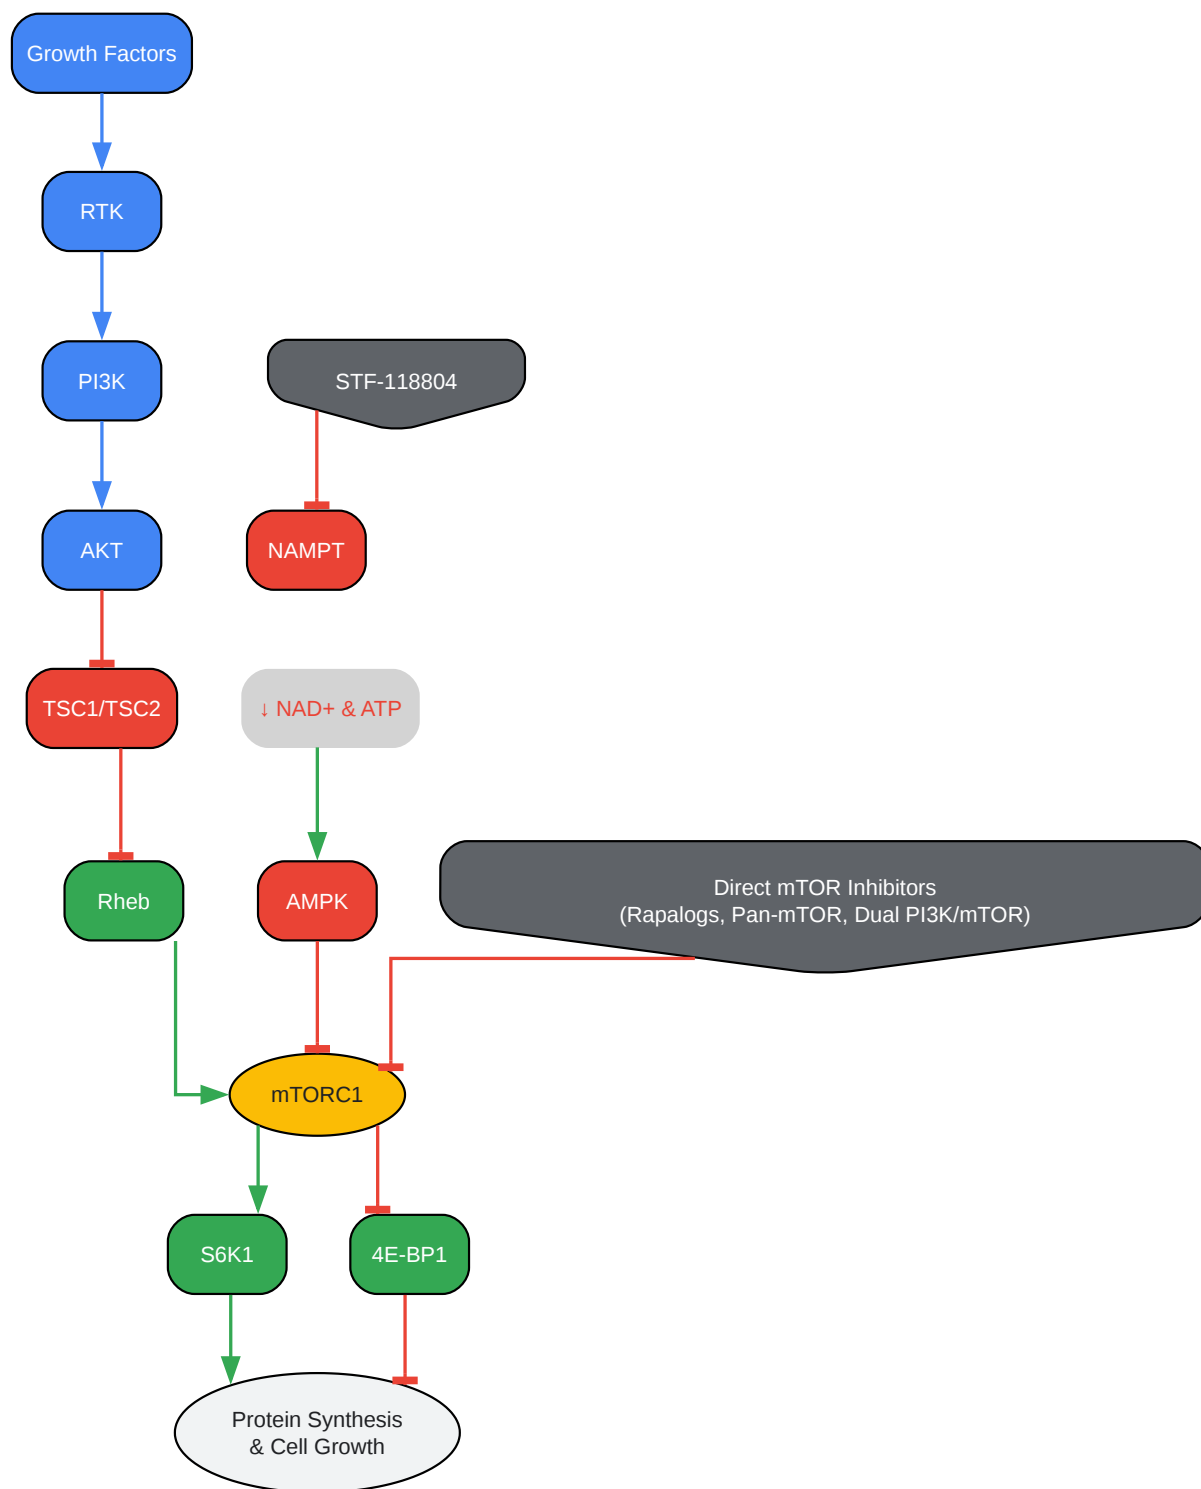 Growth Factors
RTK
PI3K
STF-118804
AKT
NAMPT
TSC1/TSC2
↓ NAD+ & ATP
Rheb
AMPK
Direct mTOR Inhibitors
(Rapalogs, Pan-mTOR, Dual PI3K/mTOR)
mTORC1
S6K1
4E-BP1
Protein Synthesis
& Cell Growth